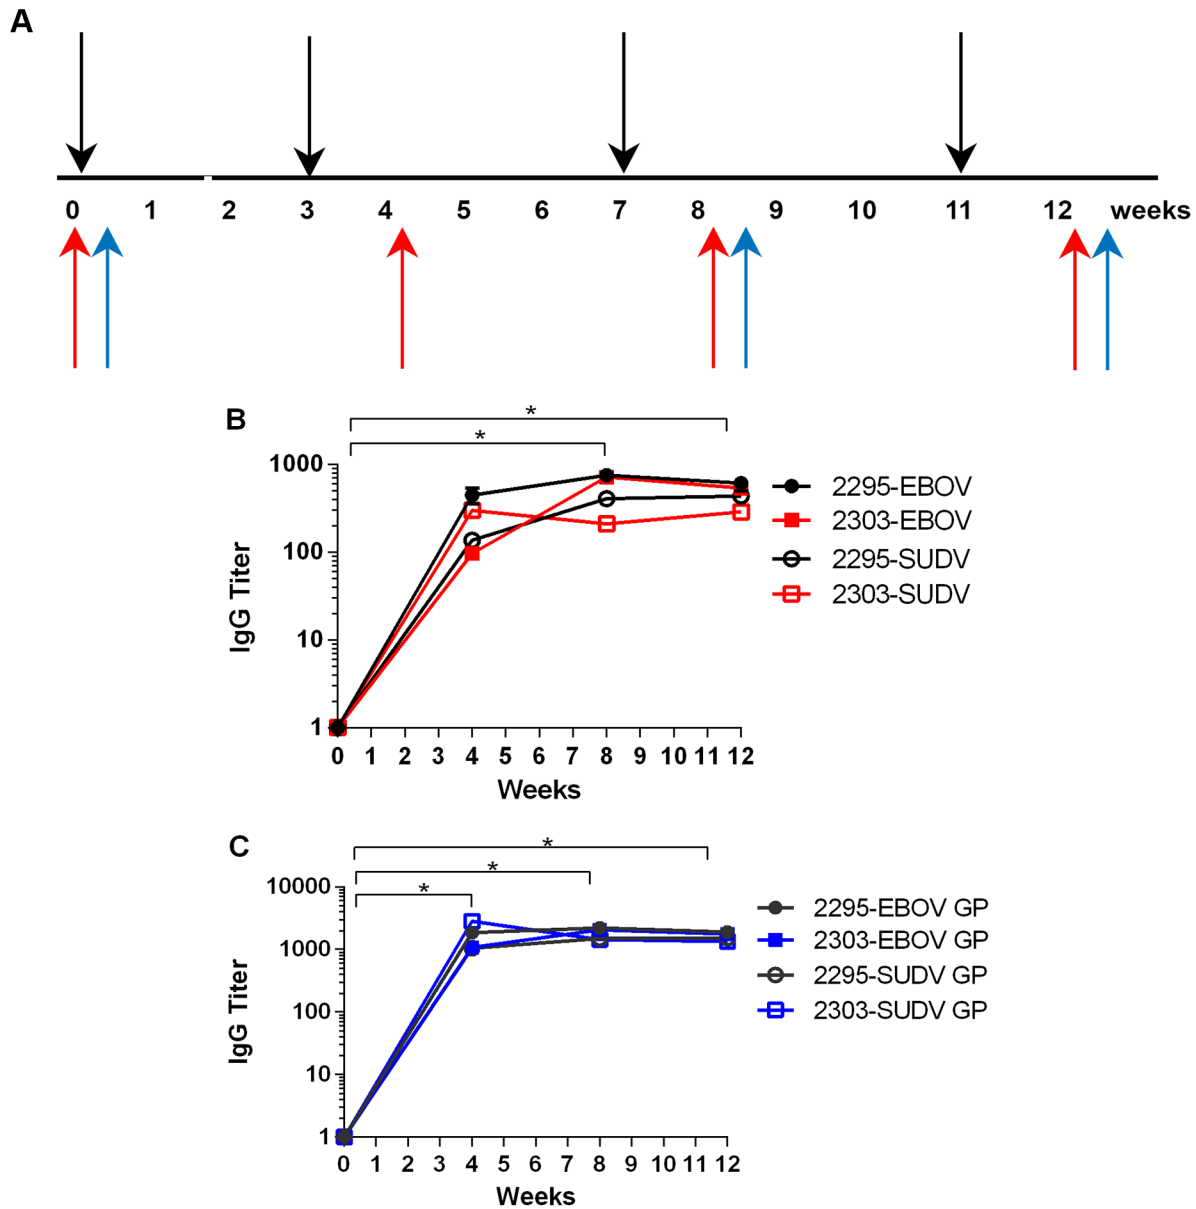 A
0 1 2 3 4 5 6 7 8 9 10 11 12 weeks
B
*
*
1000
100
10
1
IgG Titer
0 1 2 3 4 5 6 7 8 9 10 11 12
Weeks
2295-EBOV
2303-EBOV
2295-SUDV
2303-SUDV
C
*
*
*
10000
1000
100
10
1
IgG Titer
0 1 2 3 4 5 6 7 8 9 10 11 12
Weeks
2295-EBOV GP
2303-EBOV GP
2295-SUDV GP
2303-SUDV GP